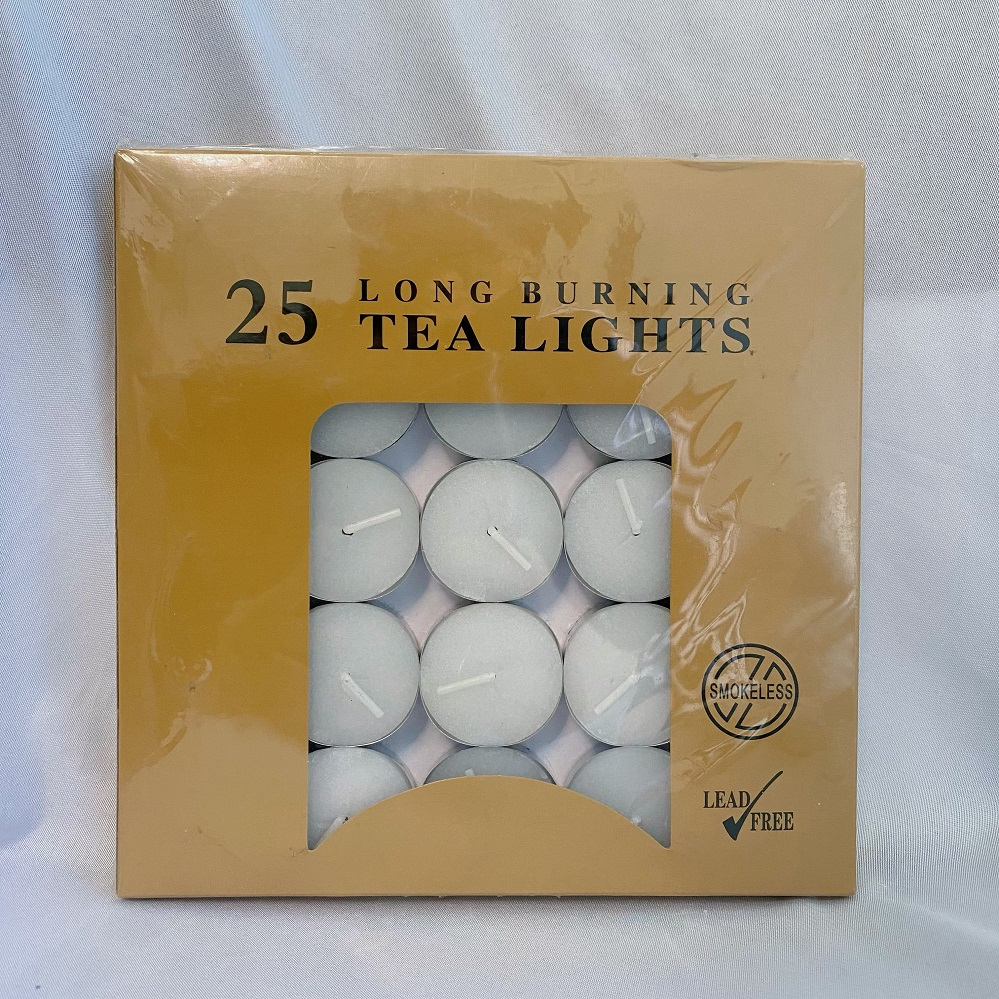 25 LONG BURNING
TEA LIGHTS
SMOKELESS
LEAD
FREE